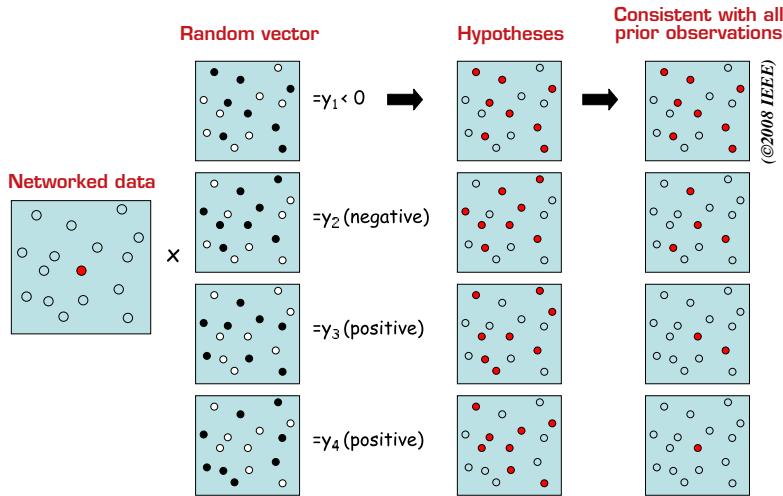 Random vector
Hypotheses
Consistent with all
prior observations
=y₁ < 0
(©2008 IEEE)
Networked data
×
=y₂ (negative)
=y₃ (positive)
=y₄ (positive)